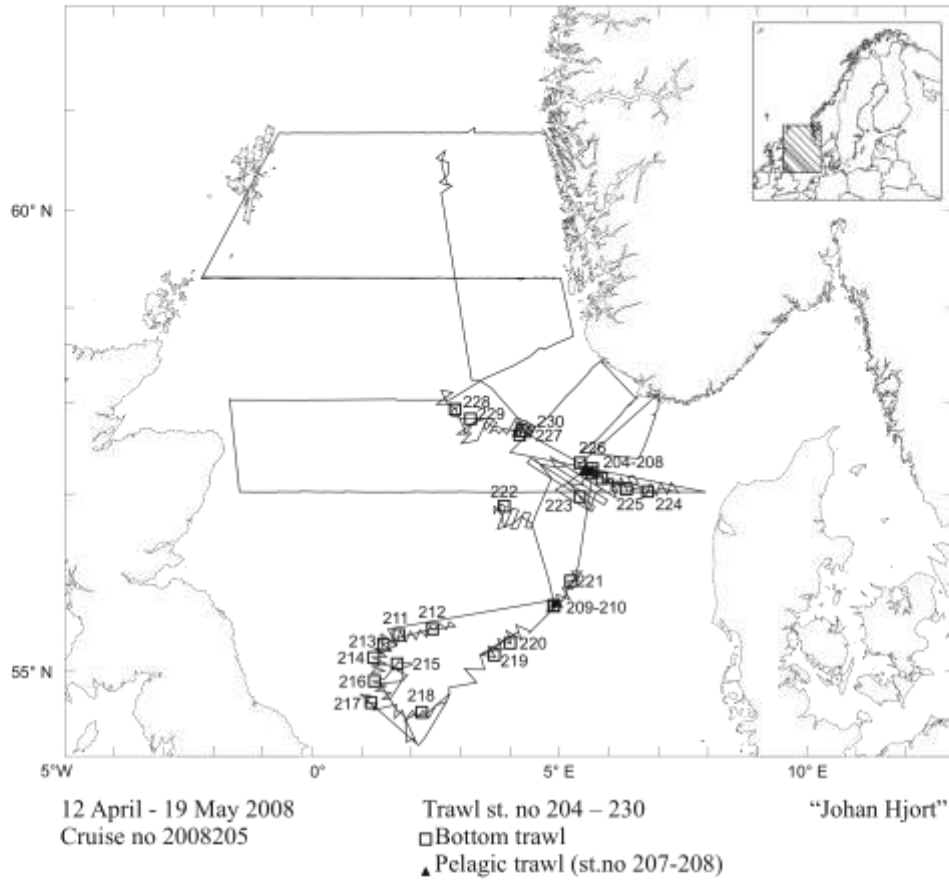 60° N
228
229
230
227
226
204-208
222
223
225
224
221
209-210
211
212
213
214
215
220
219
216
217
218
55° N
5°W
0°
5° E
10° E
12 April - 19 May 2008
Trawl st. no 204 – 230
“Johan Hjort”
Cruise no 2008205
Bottom trawl
Pelagic trawl (st.no 207-208)